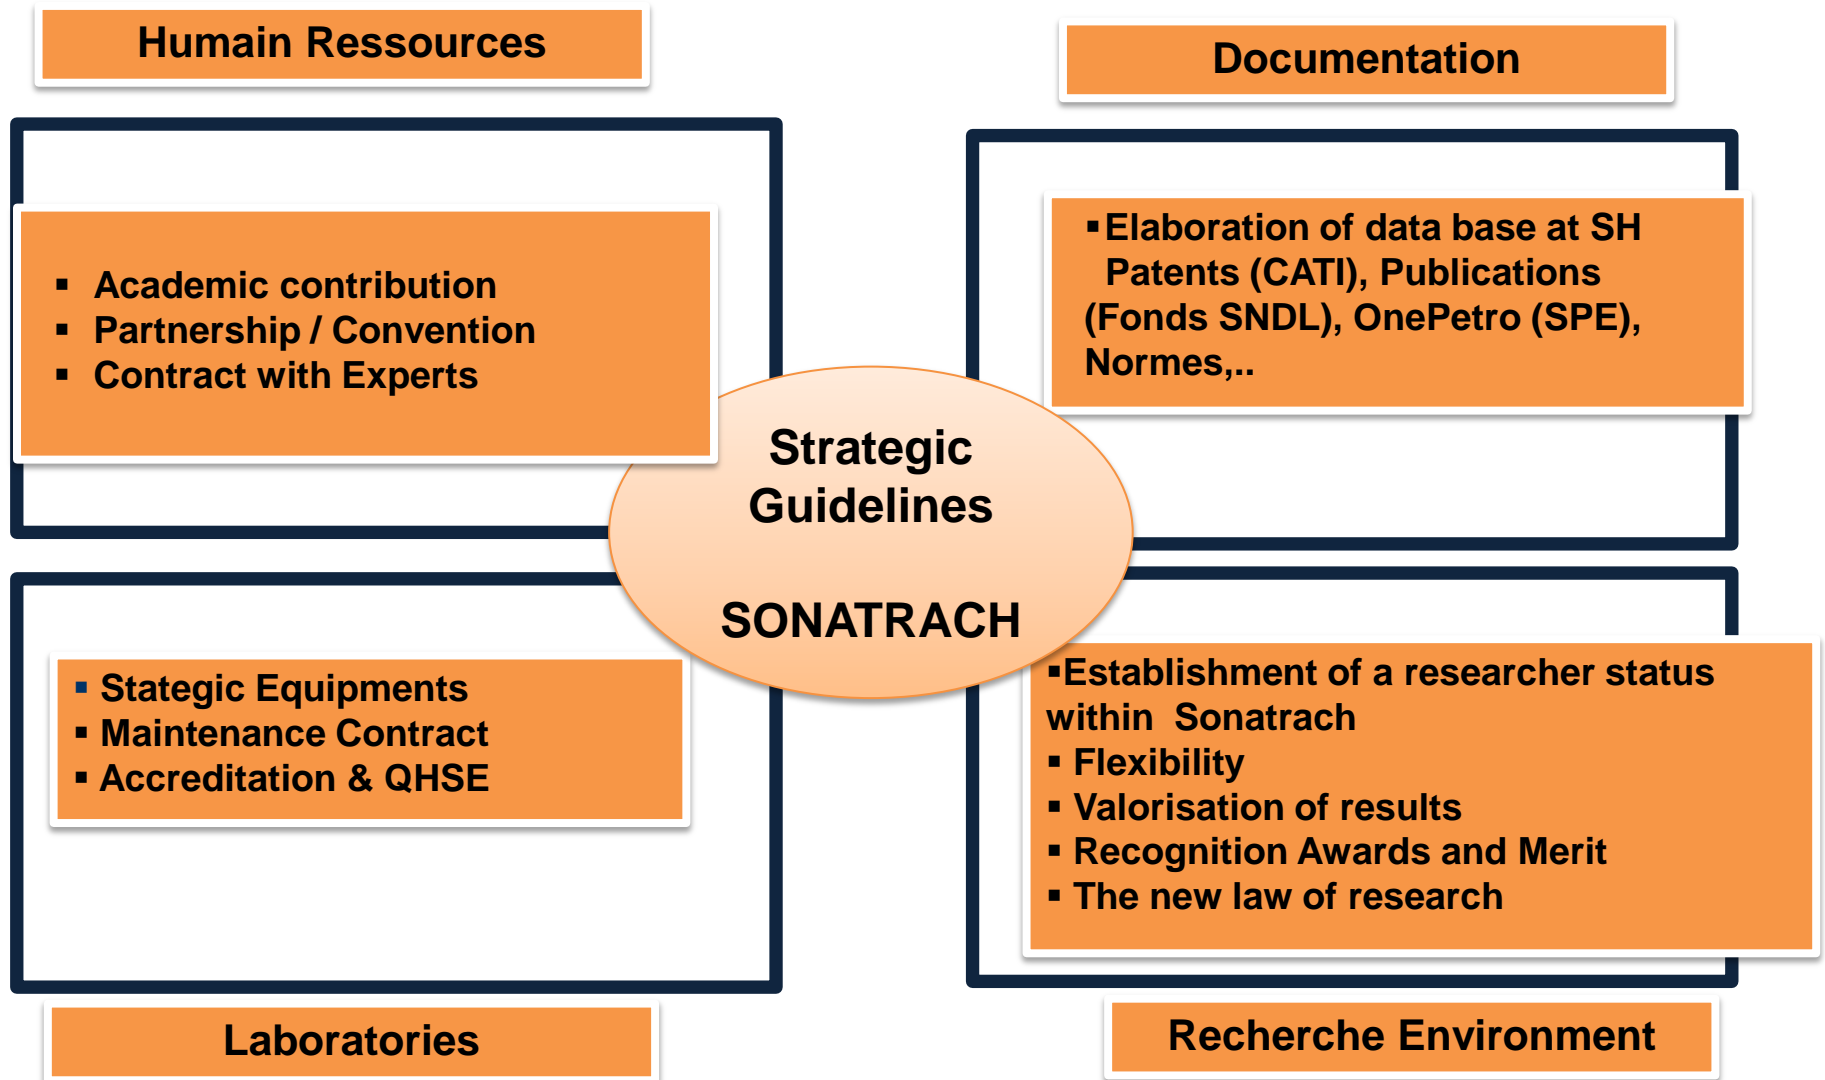 Humain Ressources
▪ Academic contribution
▪ Partnership / Convention
▪ Contract with Experts
Documentation
▪Elaboration of data base at SH
Patents (CATI), Publications
(Fonds SNDL), OnePetro (SPE),
Normes,..
Strategic
Guidelines
SONATRACH
▪ Stategic Equipments
▪ Maintenance Contract
▪ Accreditation & QHSE
Laboratories
▪Establishment of a researcher status
within Sonatrach
▪ Flexibility
▪ Valorisation of results
▪ Recognition Awards and Merit
▪ The new law of research
Recherche Environment